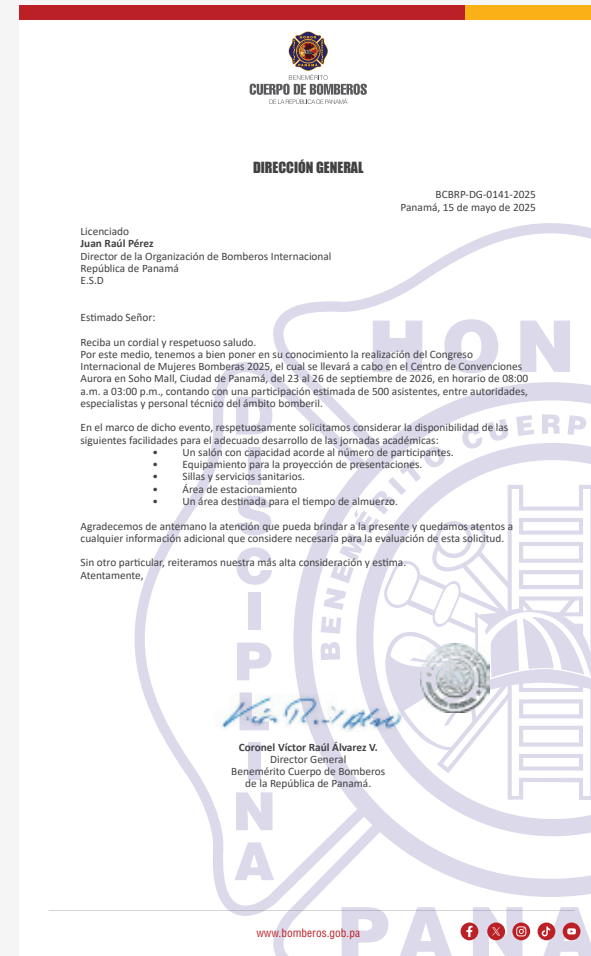 HONOR
PANAMÁ
BENEMÉRITO
CUERPO DE BOMBEROS
DE LA REPÚBLICA DE PANAMÁ
DIRECCIÓN GENERAL
BCBRP-DG-0141-2025
Panamá, 15 de mayo de 2025
Licenciado
Juan Raúl Pérez
Director de la Organización de Bomberos Internacional
República de Panamá
E.S.D
Estimado Señor:
Reciba un cordial y respetuoso saludo.
Por este medio, tenemos a bien poner en su conocimiento la realización del Congreso
Internacional de Mujeres Bomberas 2025, el cual se llevará a cabo en el Centro de Convenciones
Aurora en Soho Mall, Ciudad de Panamá, del 23 al 26 de septiembre de 2026, en horario de 08:00
a.m. a 03:00 p.m., contando con una participación estimada de 500 asistentes, entre autoridades,
especialistas y personal técnico del ámbito bomberil.
En el marco de dicho evento, respetuosamente solicitamos considerar la disponibilidad de las
siguientes facilidades para el adecuado desarrollo de las jornadas académicas:
• Un salón con capacidad acorde al número de participantes.
• Equipamiento para la proyección de presentaciones.
• Sillas y servicios sanitarios.
• Área de estacionamiento
• Un área destinada para el tiempo de almuerzo.
Agradecemos de antemano la atención que pueda brindar a la presente y quedamos atentos a
cualquier información adicional que considere necesaria para la evaluación de esta solicitud.
Sin otro particular, reiteramos nuestra más alta consideración y estima.
Atentamente,
Coronel Víctor Raúl Álvarez V.
Director General
Benemérito Cuerpo de Bomberos
de la República de Panamá.
HON
BENEMÉRITO CUERP
DISCIPLINA
PANA
www.bomberos.gob.pa